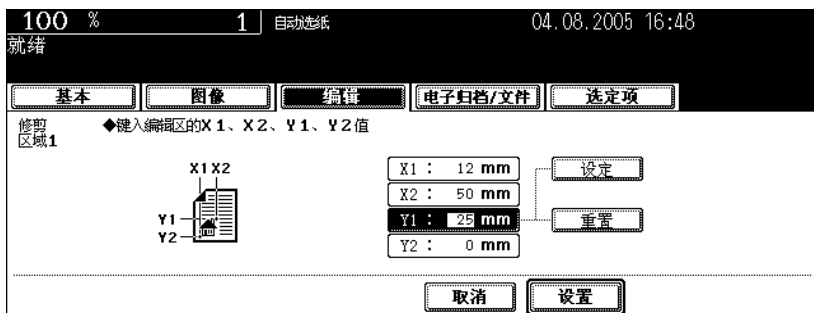 100 % 1 自动选纸 04.08.2005 16:48
就绪
基本 图像 编辑 电子归档/文件 选定项
修剪 ◆键入编辑区的X1、X2、Y1、Y2值
区域1
X1 X2 X1: 12 mm 设定
X2: 50 mm
Y1 Y1: 25 mm 重置
Y2 Y2: 0 mm
取消 设置